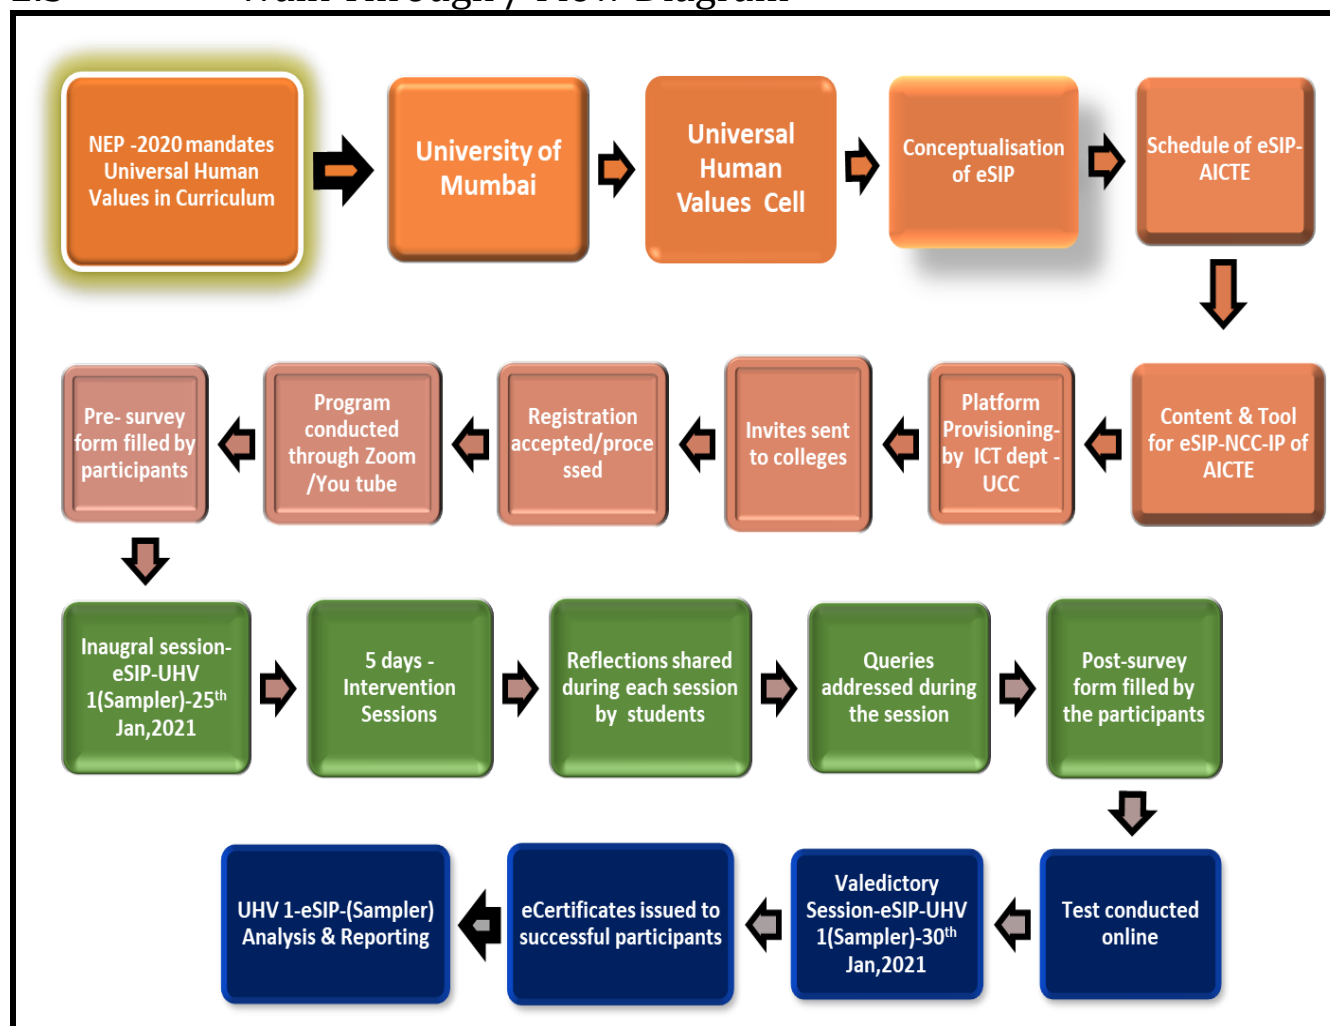 Walk Through / Flow Diagram
NEP -2020 mandates
Universal Human
Values in Curriculum
University of
Mumbai
Universal
Human
Values Cell
Conceptualisation
of eSIP
Schedule of eSIP-
AICTE
Content & Tool
for eSIP-NCC-IP of
AICTE
Platform
Provisioning-
by ICT dept -
UCC
Invites sent
to colleges
Registration
accepted/proce
ssed
Program
conducted
through Zoom
/You tube
Pre- survey
form filled by
participants
Inaugral session-
eSIP-UHV
1(Sampler)-25th
Jan,2021
5 days -
Intervention
Sessions
Reflections shared
during each session
by students
Queries
addressed during
the session
Post-survey
form filled by
the participants
Test conducted
online
Valedictory
Session-eSIP-UHV
1(Sampler)-30th
Jan,2021
eCertificates issued to
successful participants
UHV 1-eSIP-(Sampler)
Analysis & Reporting